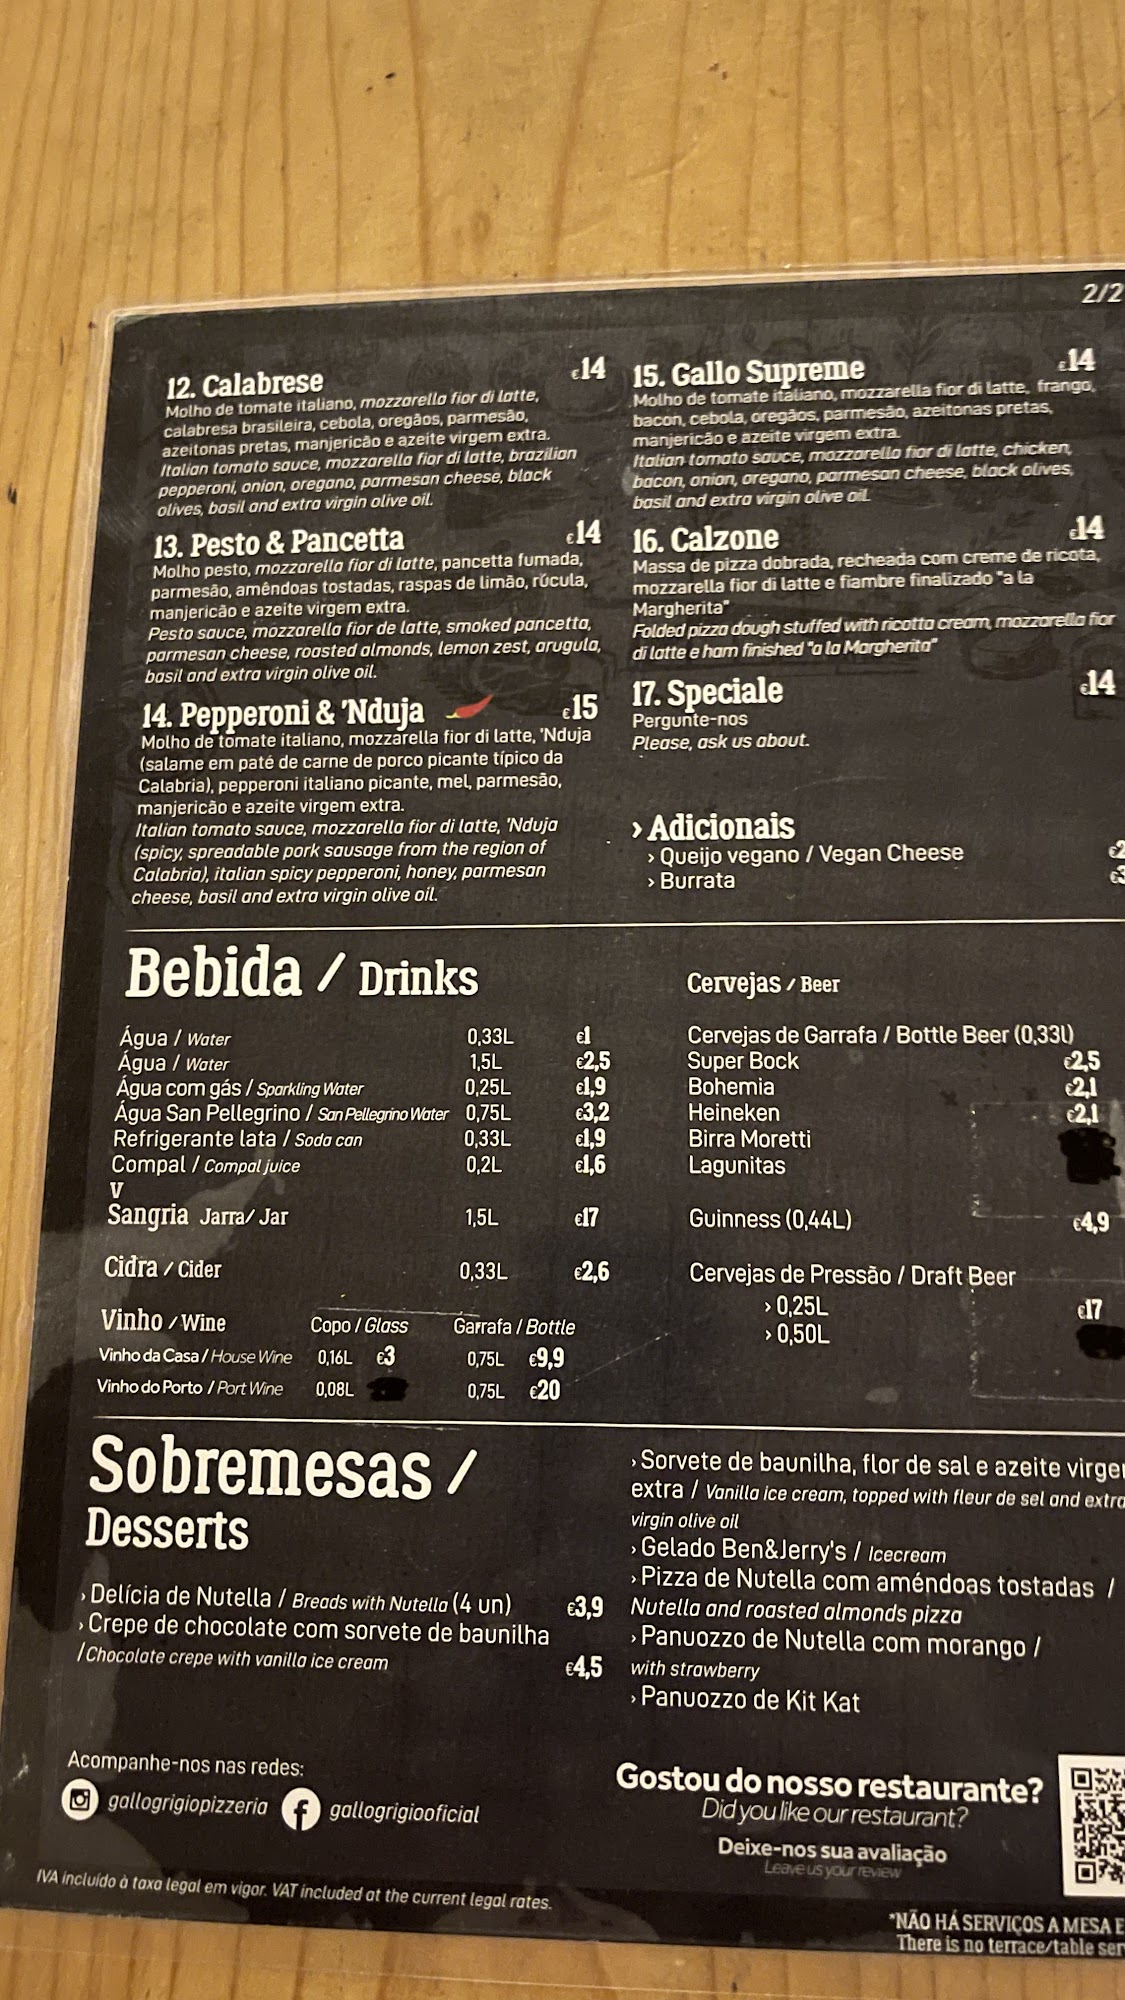 2/2
12. Calabrese €14
Molho de tomate italiano, mozzarella fior di latte,
calabresa brasileira, cebola, oregãos, parmesão,
azeitonas pretas, manjericão e azeite virgem extra.
Italian tomato sauce, mozzarella fior di latte, brazilian
pepperoni, onion, oregano, parmesan cheese, black
olives, basil and extra virgin olive oil.
13. Pesto & Pancetta €14
Molho pesto, mozzarella fior di latte, pancetta fumada,
parmesão, amêndoas tostadas, raspas de limão, rúcula,
manjericão e azeite virgem extra.
Pesto sauce, mozzarella fior de latte, smoked pancetta,
parmesan cheese, roasted almonds, lemon zest, arugula,
basil and extra virgin olive oil.
14. Pepperoni & 'Nduja €15
Molho de tomate italiano, mozzarella fior di latte, 'Nduja
(salame em paté de carne de porco picante típico da
Calabria), pepperoni italiano picante, mel, parmesão,
manjericão e azeite virgem extra.
Italian tomato sauce, mozzarella fior di latte, 'Nduja
(spicy, spreadable pork sausage from the region of
Calabria), italian spicy pepperoni, honey, parmesan
cheese, basil and extra virgin olive oil.
15. Gallo Supreme €14
Molho de tomate italiano, mozzarella fior di latte, frango,
bacon, cebola, oregãos, parmesão, azeitonas pretas,
manjericão e azeite virgem extra.
Italian tomato sauce, mozzarella fior di latte, chicken,
bacon, onion, oregano, parmesan cheese, black olives,
basil and extra virgin olive oil.
16. Calzone €14
Massa de pizza dobrada, recheada com creme de ricota,
mozzarella fior di latte e fiambre finalizado "a la
Margherita"
Folded pizza dough stuffed with ricotta cream, mozzarella fior
di latte e ham finished "a la Margherita"
17. Speciale €14
Pergunte-nos
Please, ask us about.
› Adicionais
› Queijo vegano / Vegan Cheese €2
› Burrata €3
Bebida / Drinks
Água / Water 0,33L €1
Água / Water 1,5L €2,5
Água com gás / Sparkling Water 0,25L €1,9
Água San Pellegrino / San Pellegrino Water 0,75L €3,2
Refrigerante lata / Soda can 0,33L €1,9
Compal / Compal juice 0,2L €1,6
V
Sangria Jarra/ Jar 1,5L €17
Cidra / Cider 0,33L €2,6
Vinho / Wine Copo / Glass Garrafa / Bottle
Vinho da Casa / House Wine 0,16L €3 0,75L €9,9
Vinho do Porto / Port Wine 0,08L 0,75L €20
Cervejas / Beer
Cervejas de Garrafa / Bottle Beer (0,33l)
Super Bock €2,5
Bohemia €2,1
Heineken €2,1
Birra Moretti
Lagunitas
Guinness (0,44L) €4,9
Cervejas de Pressão / Draft Beer
› 0,25L €17
› 0,50L
Sobremesas /
Desserts
› Delícia de Nutella / Breads with Nutella (4 un) €3,9
› Crepe de chocolate com sorvete de baunilha
/ Chocolate crepe with vanilla ice cream €4,5
› Sorvete de baunilha, flor de sal e azeite virgem
extra / Vanilla ice cream, topped with fleur de sel and extra
virgin olive oil
› Gelado Ben&Jerry's / Icecream
› Pizza de Nutella com améndoas tostadas /
Nutella and roasted almonds pizza
› Panuozzo de Nutella com morango /
with strawberry
› Panuozzo de Kit Kat
Acompanhe-nos nas redes:
gallogrigiopizzeria gallogrigiooficial
Gostou do nosso restaurante?
Did you like our restaurant?
Deixe-nos sua avaliação
Leave us your review
IVA incluído à taxa legal em vigor. VAT included at the current legal rates.
*NÃO HÁ SERVIÇOS A MESA E
There is no terrace/table ser